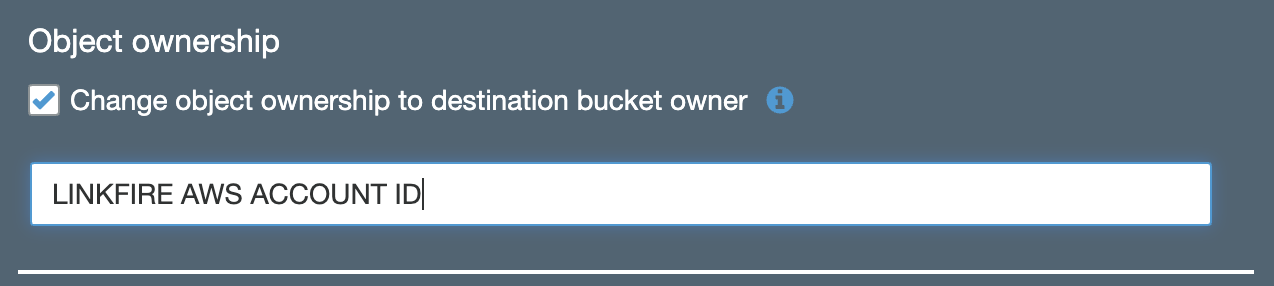 Object ownership
Change object ownership to destination bucket owner
LINKFIRE AWS ACCOUNT ID